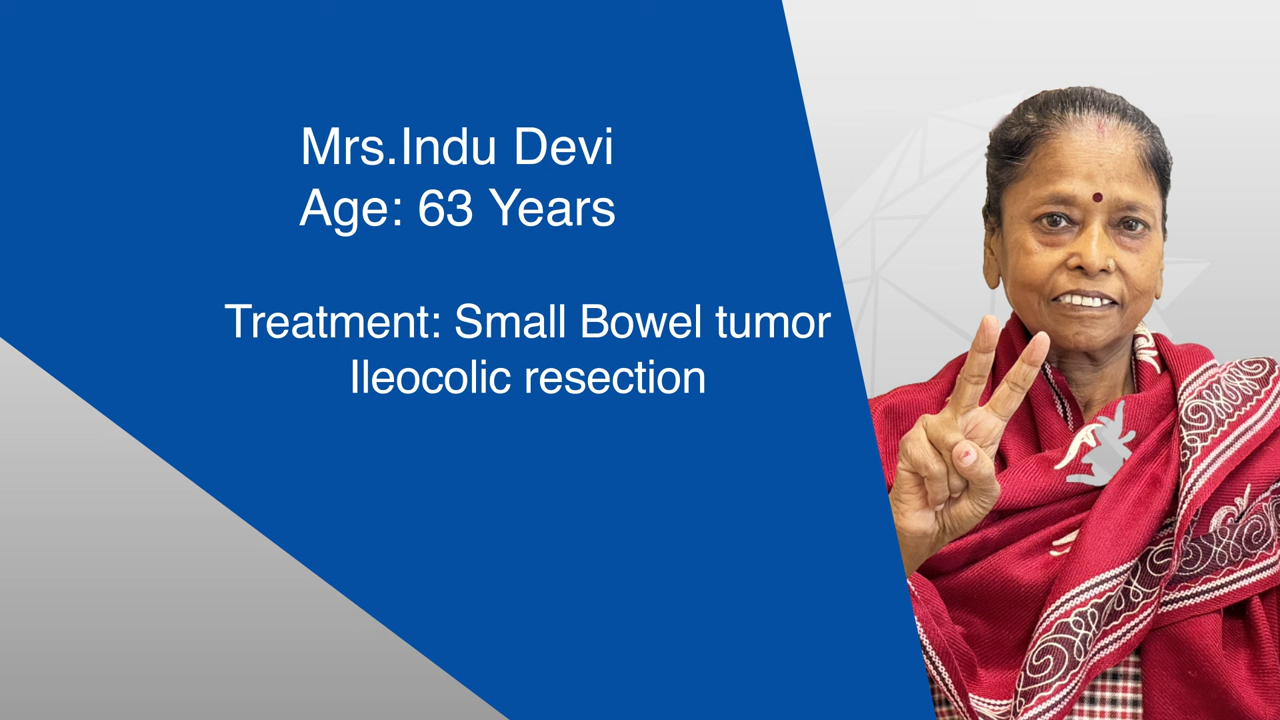 Mrs.Indu Devi
Age: 63 Years
Treatment: Small Bowel tumor
Ileocolic resection